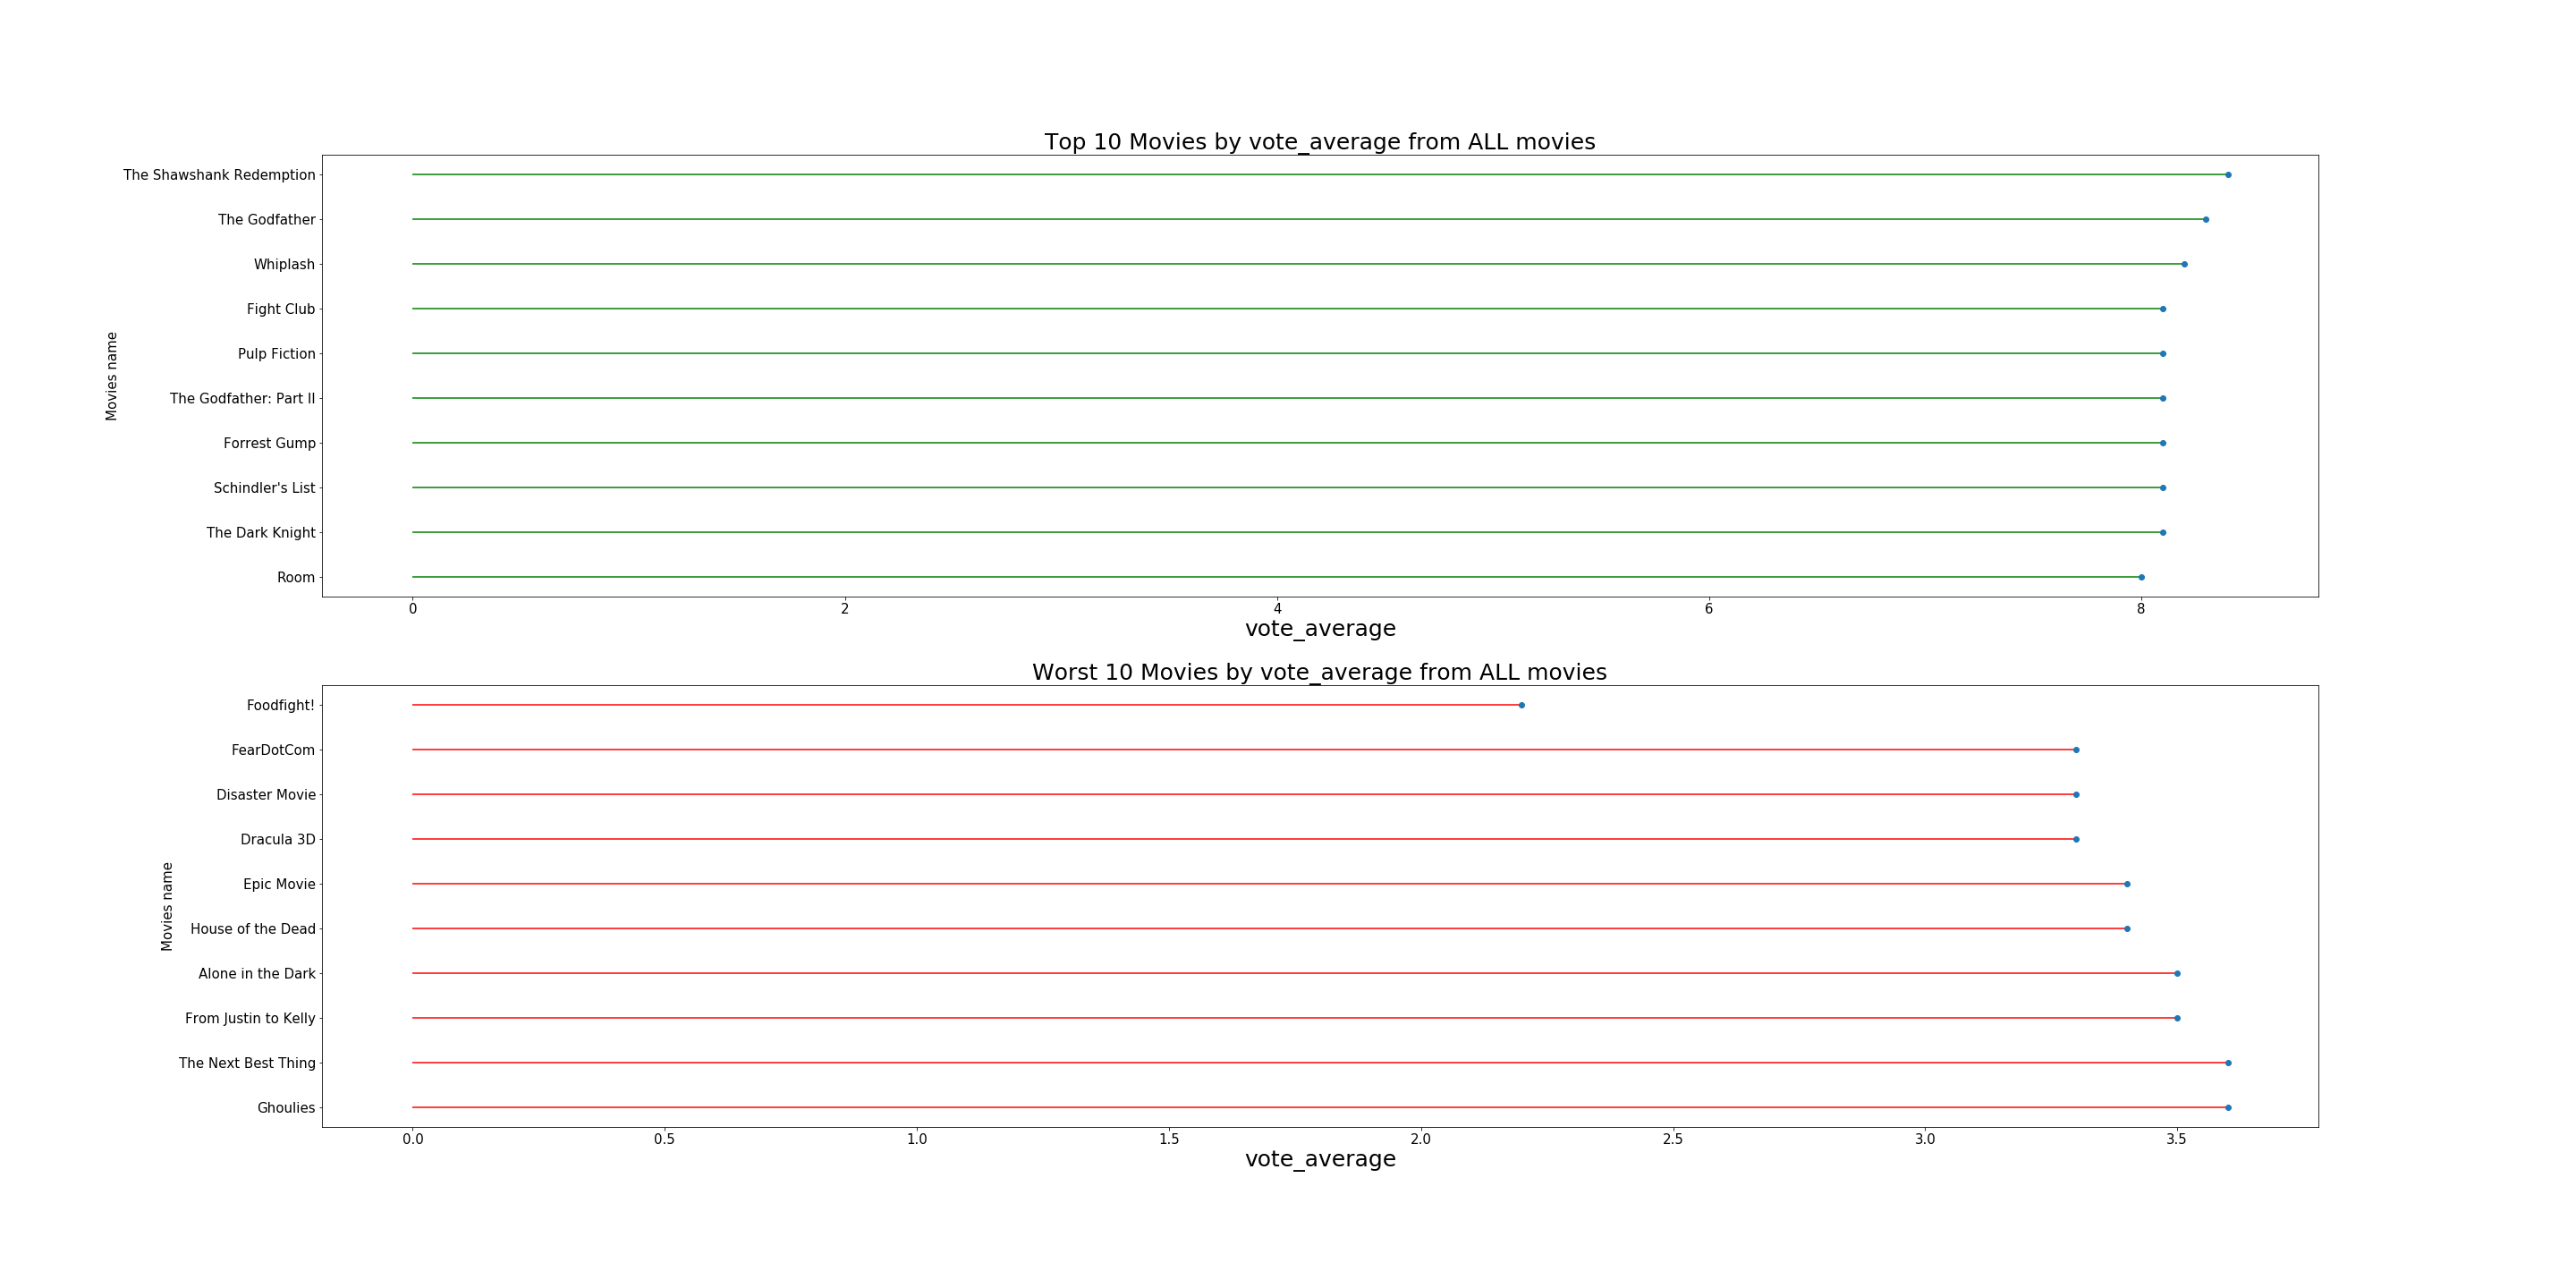 Top 10 Movies by vote_average from ALL movies
Movies name
The Shawshank Redemption
The Godfather
Whiplash
Fight Club
Pulp Fiction
The Godfather: Part II
Forrest Gump
Schindler's List
The Dark Knight
Room
0 2 4 6 8
vote_average
Worst 10 Movies by vote_average from ALL movies
Movies name
Foodfight!
FearDotCom
Disaster Movie
Dracula 3D
Epic Movie
House of the Dead
Alone in the Dark
From Justin to Kelly
The Next Best Thing
Ghoulies
0.0 0.5 1.0 1.5 2.0 2.5 3.0 3.5
vote_average